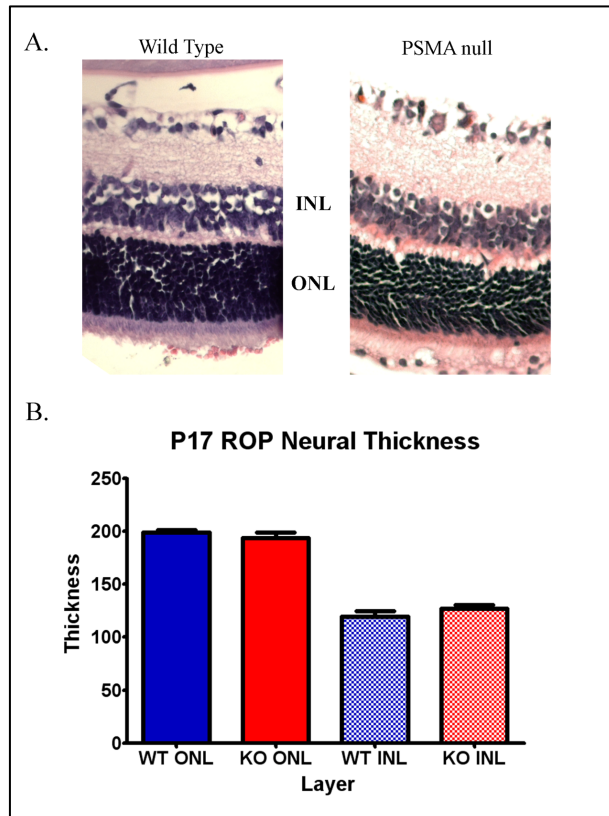 A.
Wild Type
PSMA null
INL
ONL
B.
P17 ROP Neural Thickness
250
200
150
100
50
0
Thickness
WT ONL
KO ONL
WT INL
KO INL
Layer